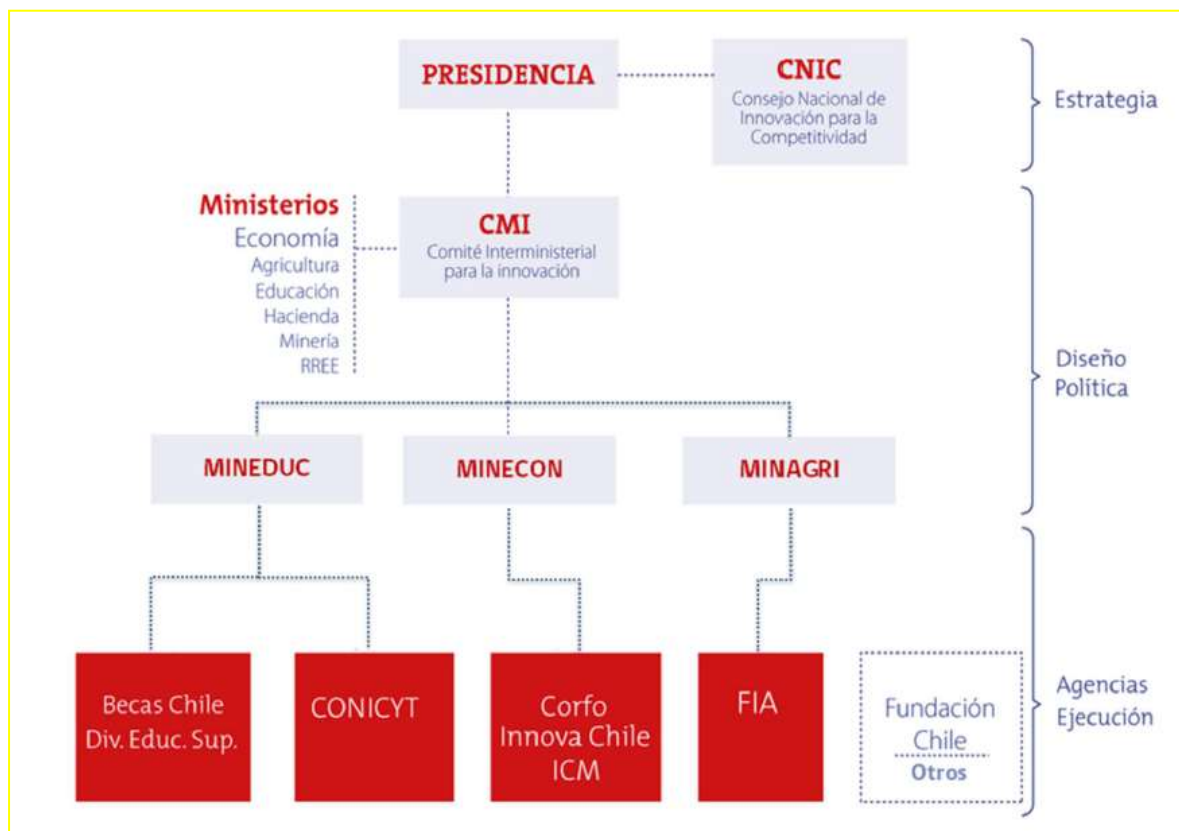 PRESIDENCIA
CNIC
Consejo Nacional de
Innovación para la
Competitividad
Estrategia
Ministerios
Economía
Agricultura
Educación
Hacienda
Minería
RREE
CMI
Comité Interministerial
para la innovación
Diseño
Política
MINEDUC
MINECON
MINAGRI
Becas Chile
Div. Educ. Sup.
CONICYT
Corfo
Innova Chile
ICM
FIA
Fundación
Chile
Otros
Agencias
Ejecución